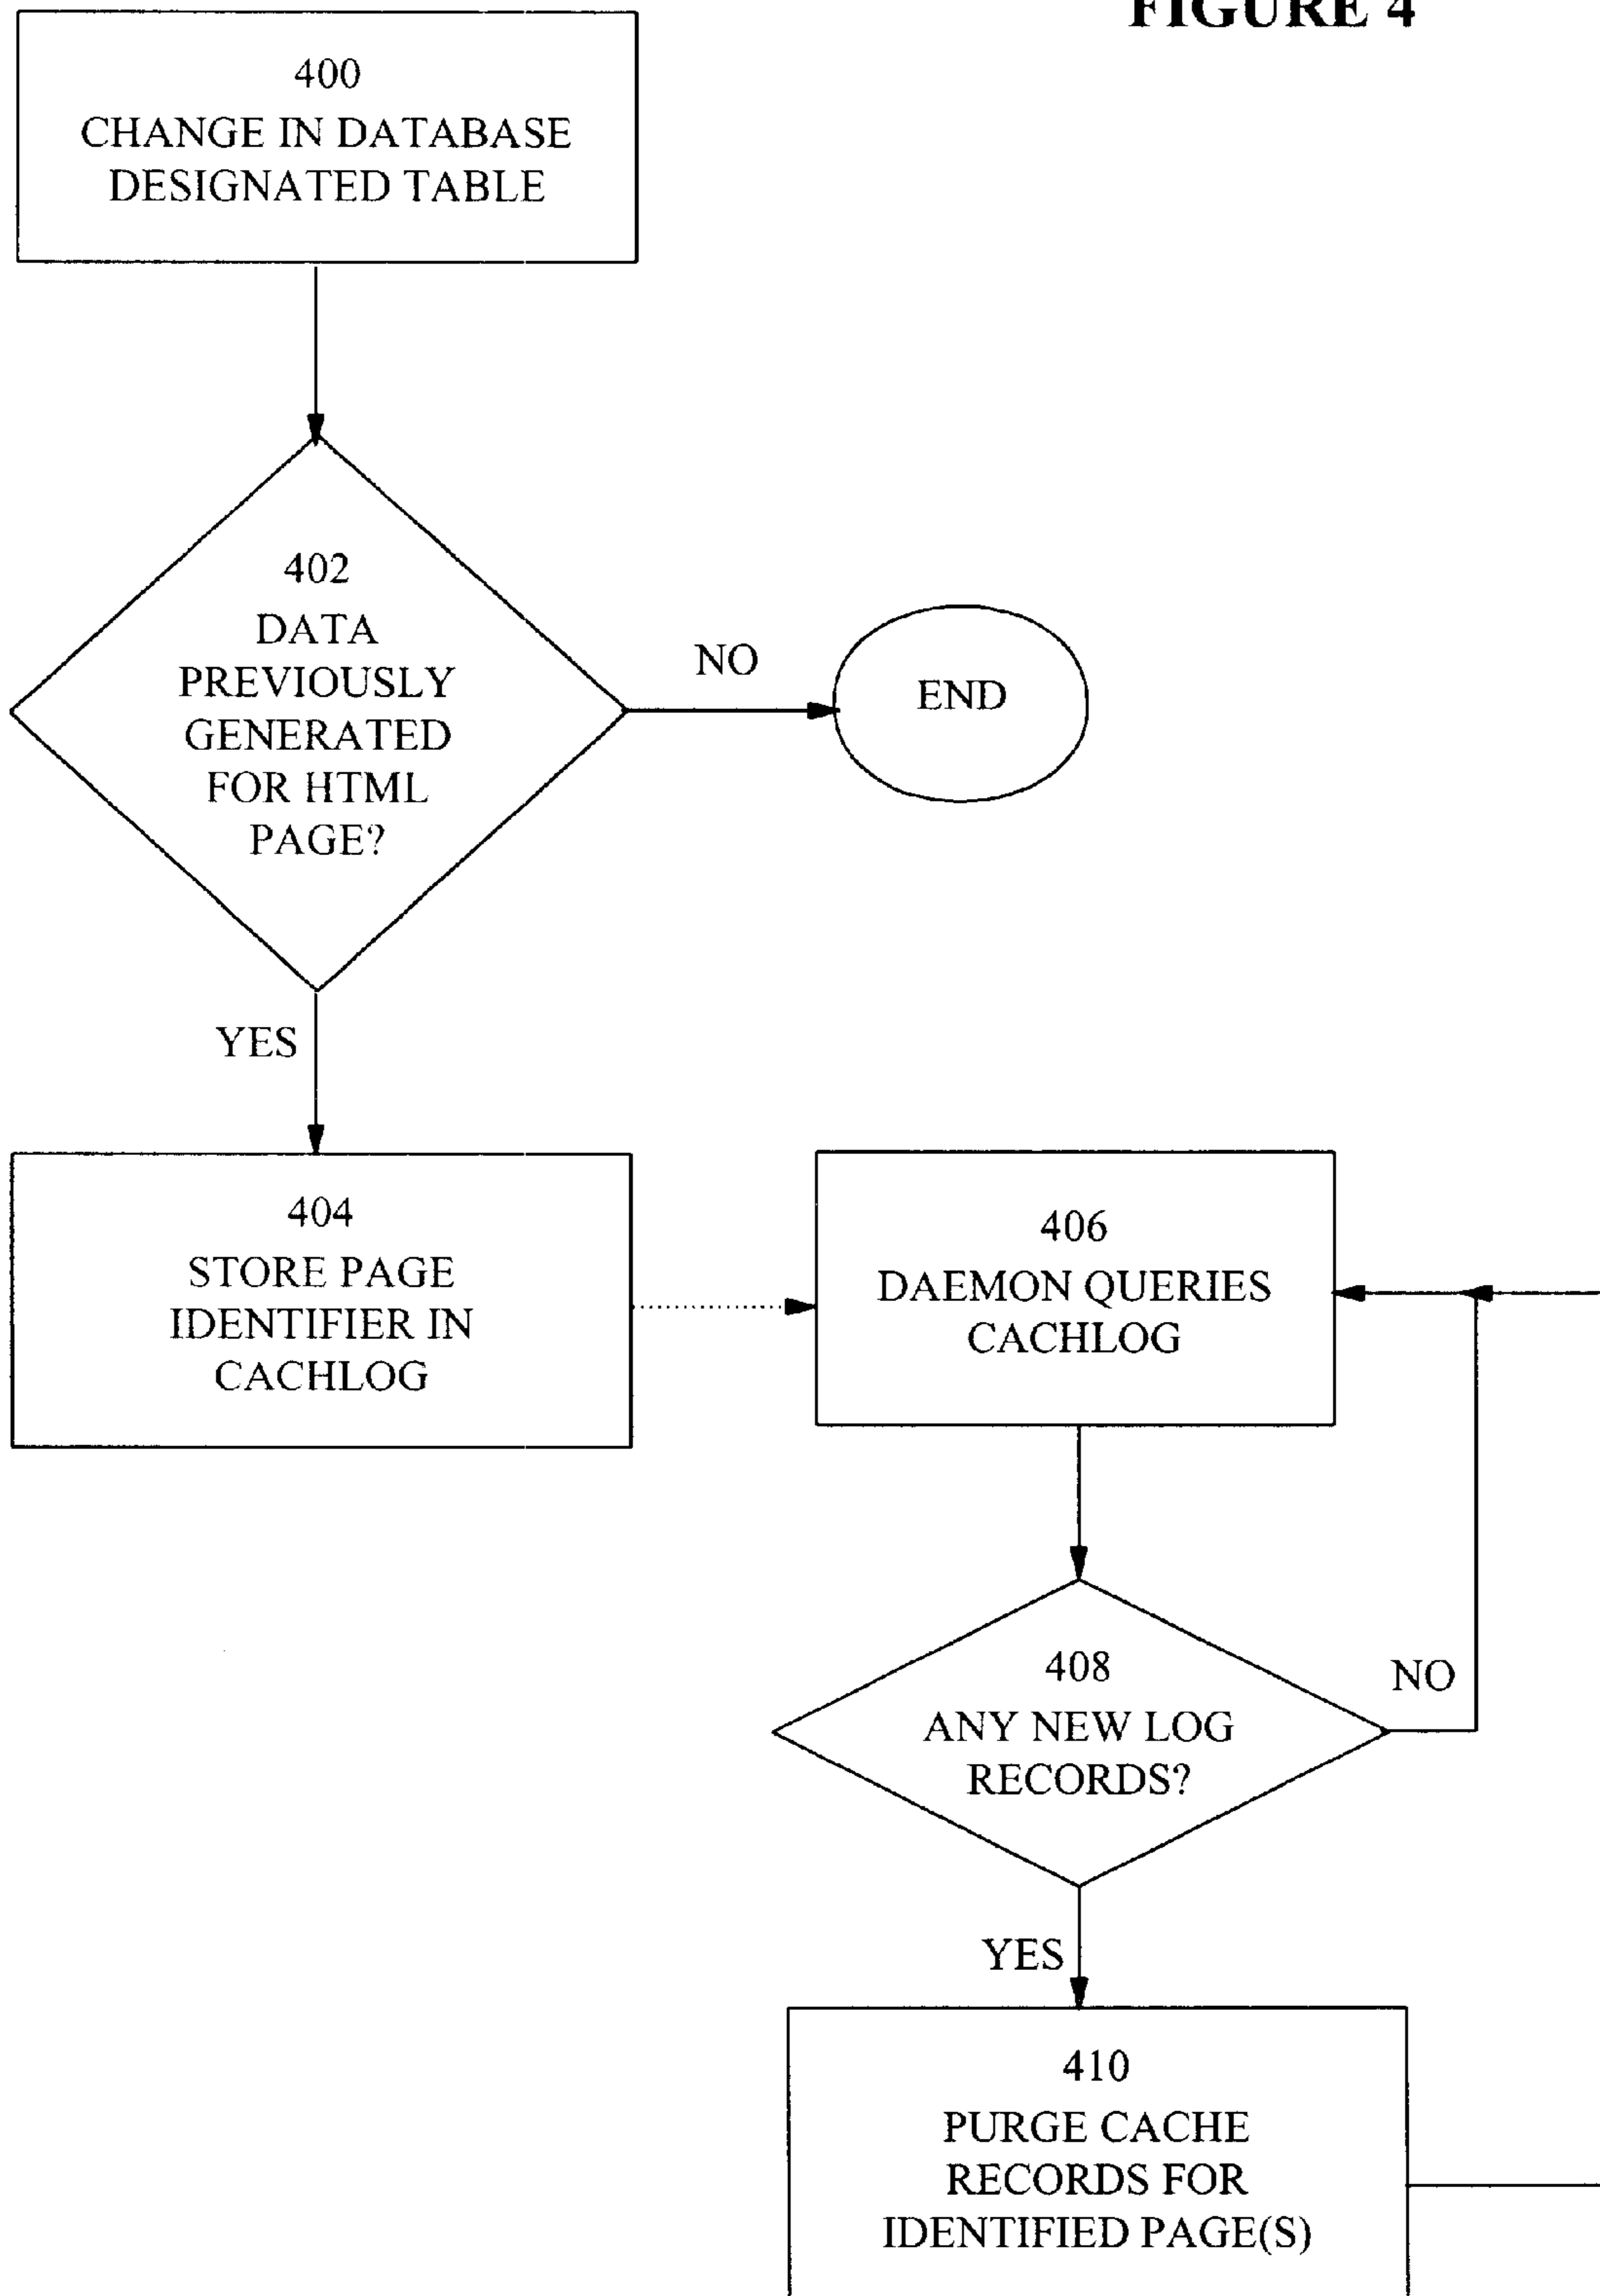 FIGURE 4
400
CHANGE IN DATABASE
DESIGNATED TABLE
402
DATA
PREVIOUSLY
GENERATED
FOR HTML
PAGE?
NO
END
YES
404
STORE PAGE
IDENTIFIER IN
CACHLOG
406
DAEMON QUERIES
CACHLOG
408
ANY NEW LOG
RECORDS?
NO
YES
410
PURGE CACHE
RECORDS FOR
IDENTIFIED PAGE(S)